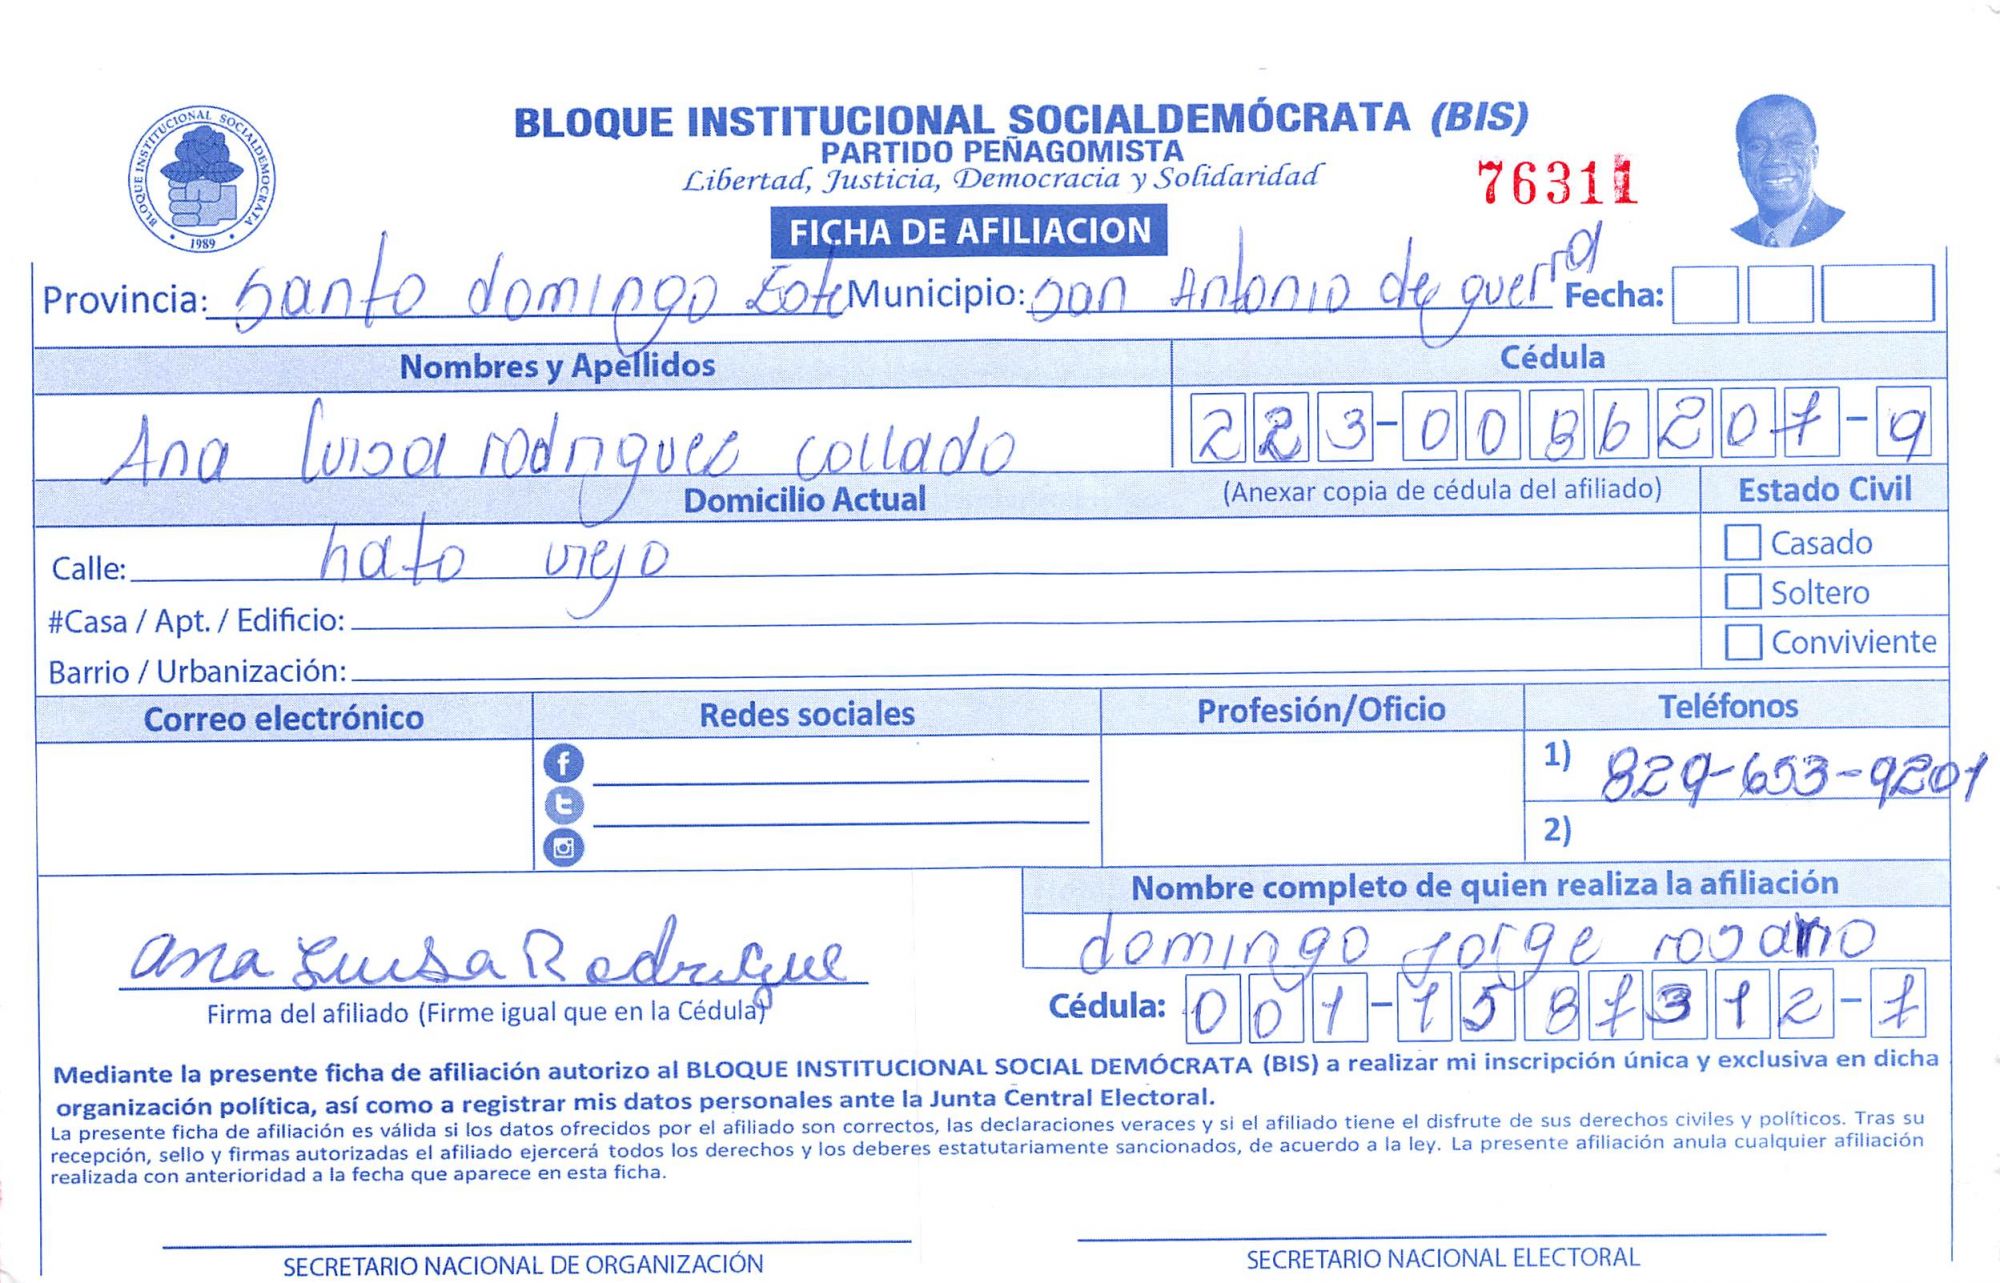 BLOQUE INSTITUCIONAL SOCIALDEMÓCRATA (BIS)
PARTIDO PEÑAGOMISTA
Libertad, Justicia, Democracia y Solidaridad
76311
BLOQUE INSTITUCIONAL SOCIALDEMOCRATA
1989
FICHA DE AFILIACION
Provincia: Santo domingo Este Municipio: san Antonio de guerra Fecha:
Nombres y Apellidos Cédula
Ana luisa rodrigues collado 223-0086207-9
Domicilio Actual (Anexar copia de cédula del afiliado) Estado Civil
Calle: hato viejo Casado
#Casa / Apt. / Edificio: Soltero
Barrio / Urbanización: Conviviente
Correo electrónico Redes sociales Profesión/Oficio Teléfonos
1) 829-653-9201
2)
Nombre completo de quien realiza la afiliación
domingo Jorge rosario
Ana Luisa Rodrigue
Firma del afiliado (Firme igual que en la Cédula) Cédula: 001-1587312-1
Mediante la presente ficha de afiliación autorizo al BLOQUE INSTITUCIONAL SOCIAL DEMÓCRATA (BIS) a realizar mi inscripción única y exclusiva en dicha
organización política, así como a registrar mis datos personales ante la Junta Central Electoral.
La presente ficha de afiliación es válida si los datos ofrecidos por el afiliado son correctos, las declaraciones veraces y si el afiliado tiene el disfrute de sus derechos civiles y políticos. Tras su
recepción, sello y firmas autorizadas el afiliado ejercerá todos los derechos y los deberes estatutariamente sancionados, de acuerdo a la ley. La presente afiliación anula cualquier afiliación
realizada con anterioridad a la fecha que aparece en esta ficha.
SECRETARIO NACIONAL DE ORGANIZACIÓN SECRETARIO NACIONAL ELECTORAL